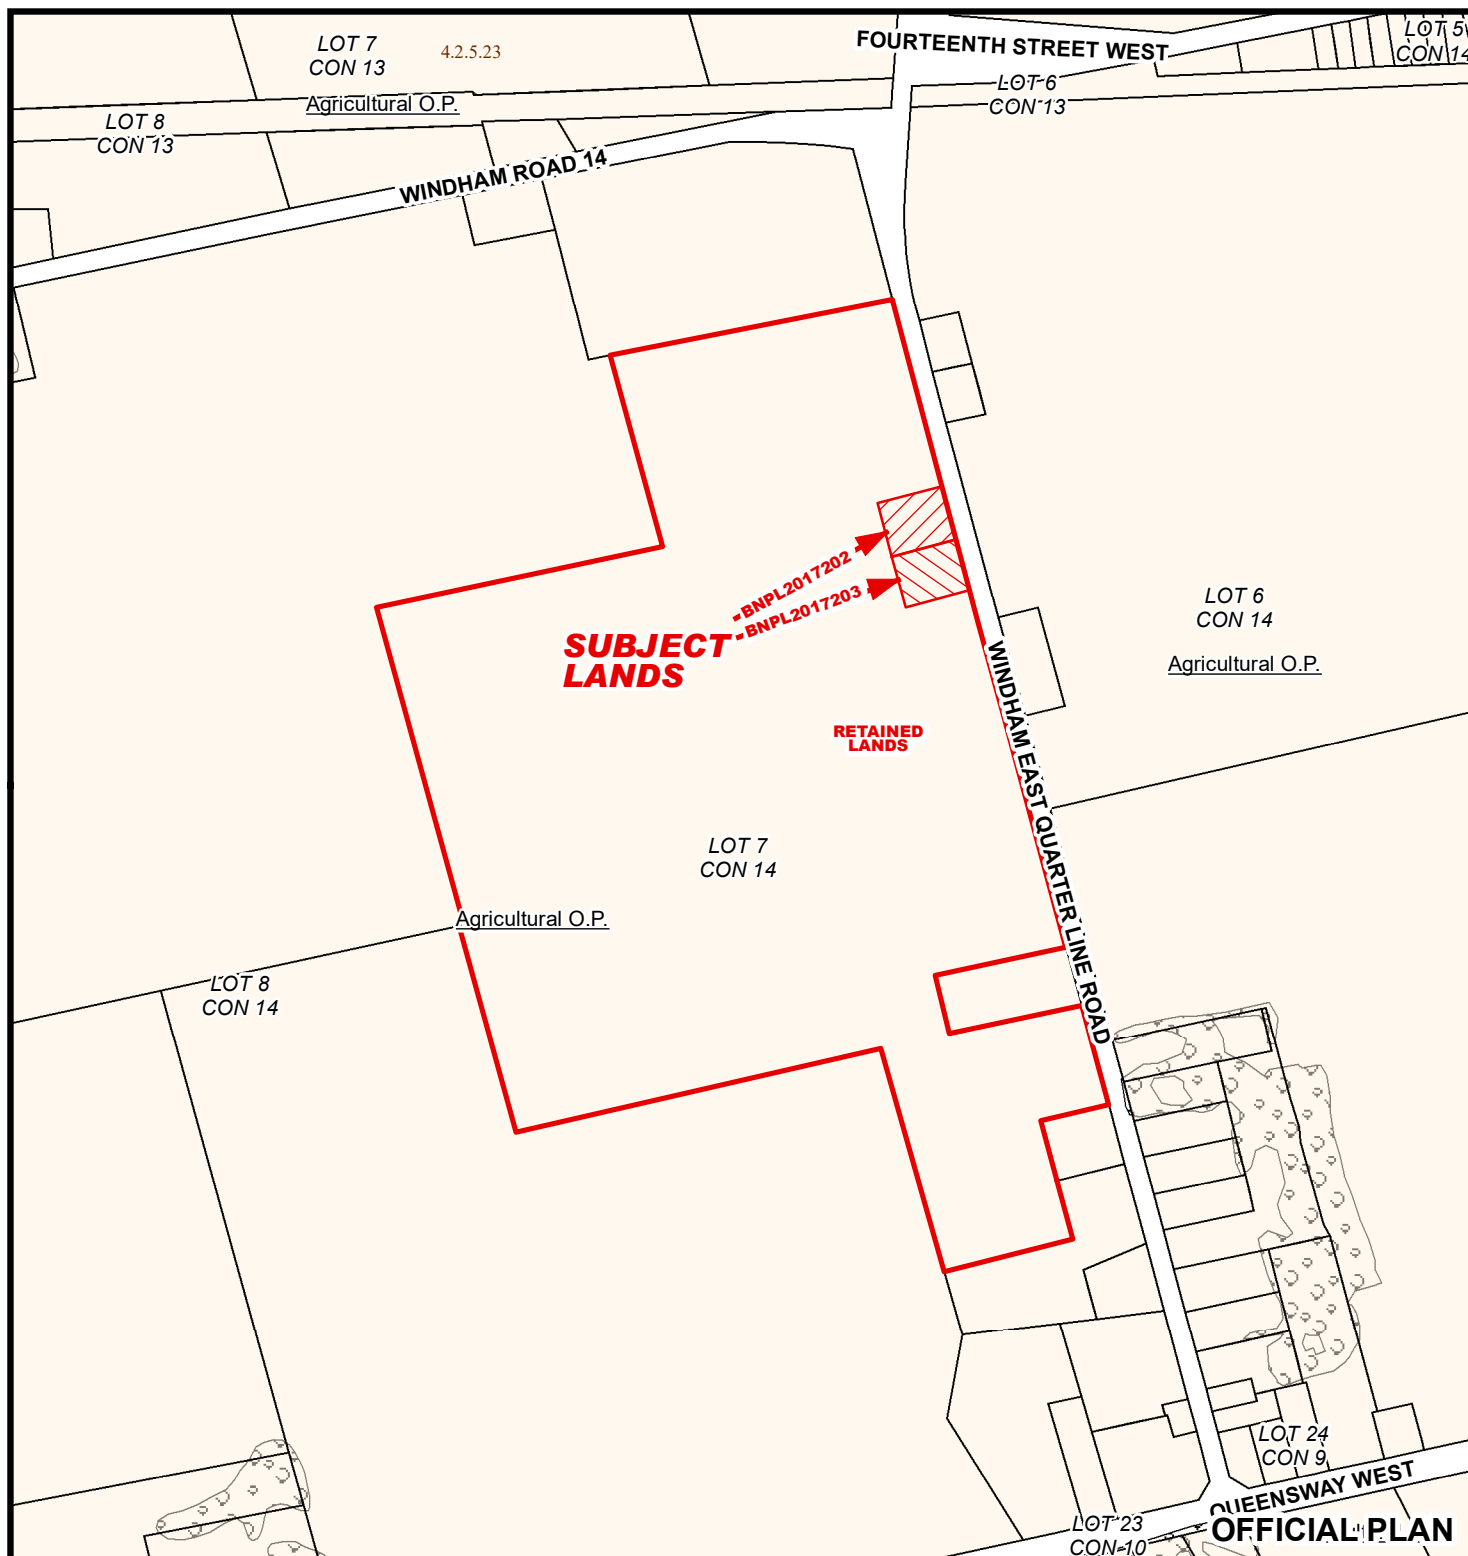 LOT 7
CON 13
4.2.5.23
FOURTEENTH STREET WEST
LOT 5
CON 14
LOT 6
CON 13
Agricultural O.P.
LOT 8
CON 13
WINDHAM ROAD 14
BNPL2017202
BNPL2017203
SUBJECT
LANDS
LOT 6
CON 14
Agricultural O.P.
RETAINED
LANDS
WINDHAM EAST QUARTER LINE ROAD
LOT 7
CON 14
Agricultural O.P.
LOT 8
CON 14
LOT 24
CON 9
QUEENSWAY WEST
LOT 23
CON 10
OFFICIAL PLAN